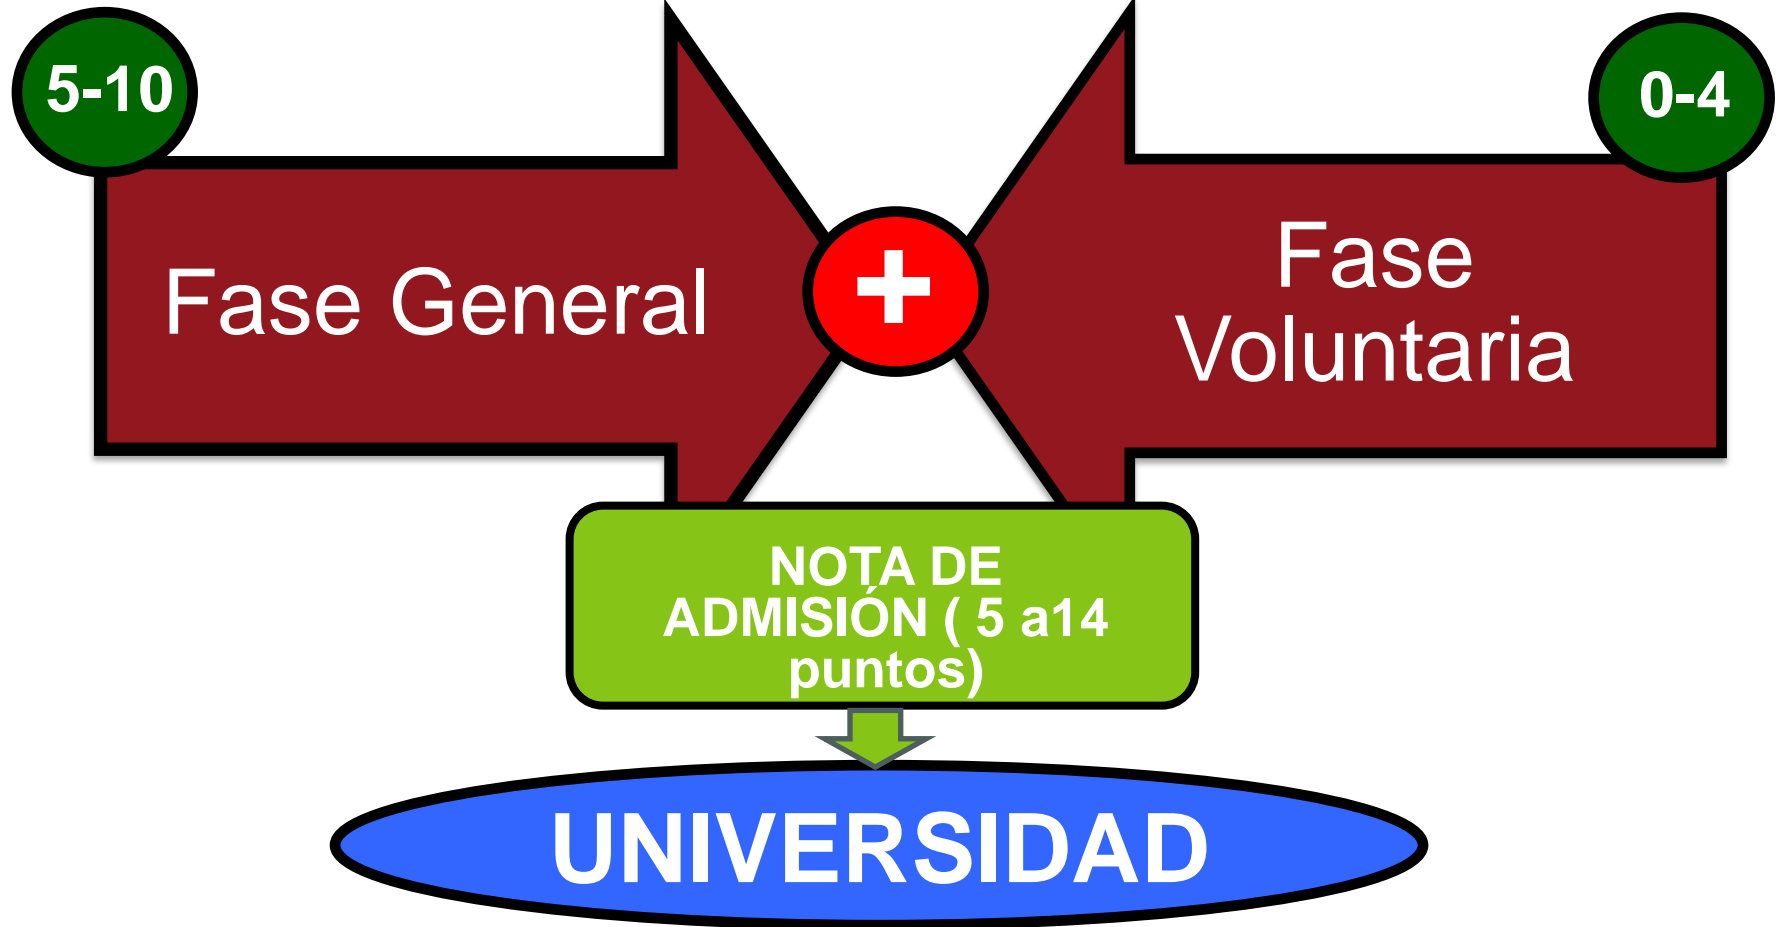 5-10
0-4
Fase General
+
Fase
Voluntaria
NOTA DE
ADMISIÓN ( 5 a14
puntos)
UNIVERSIDAD